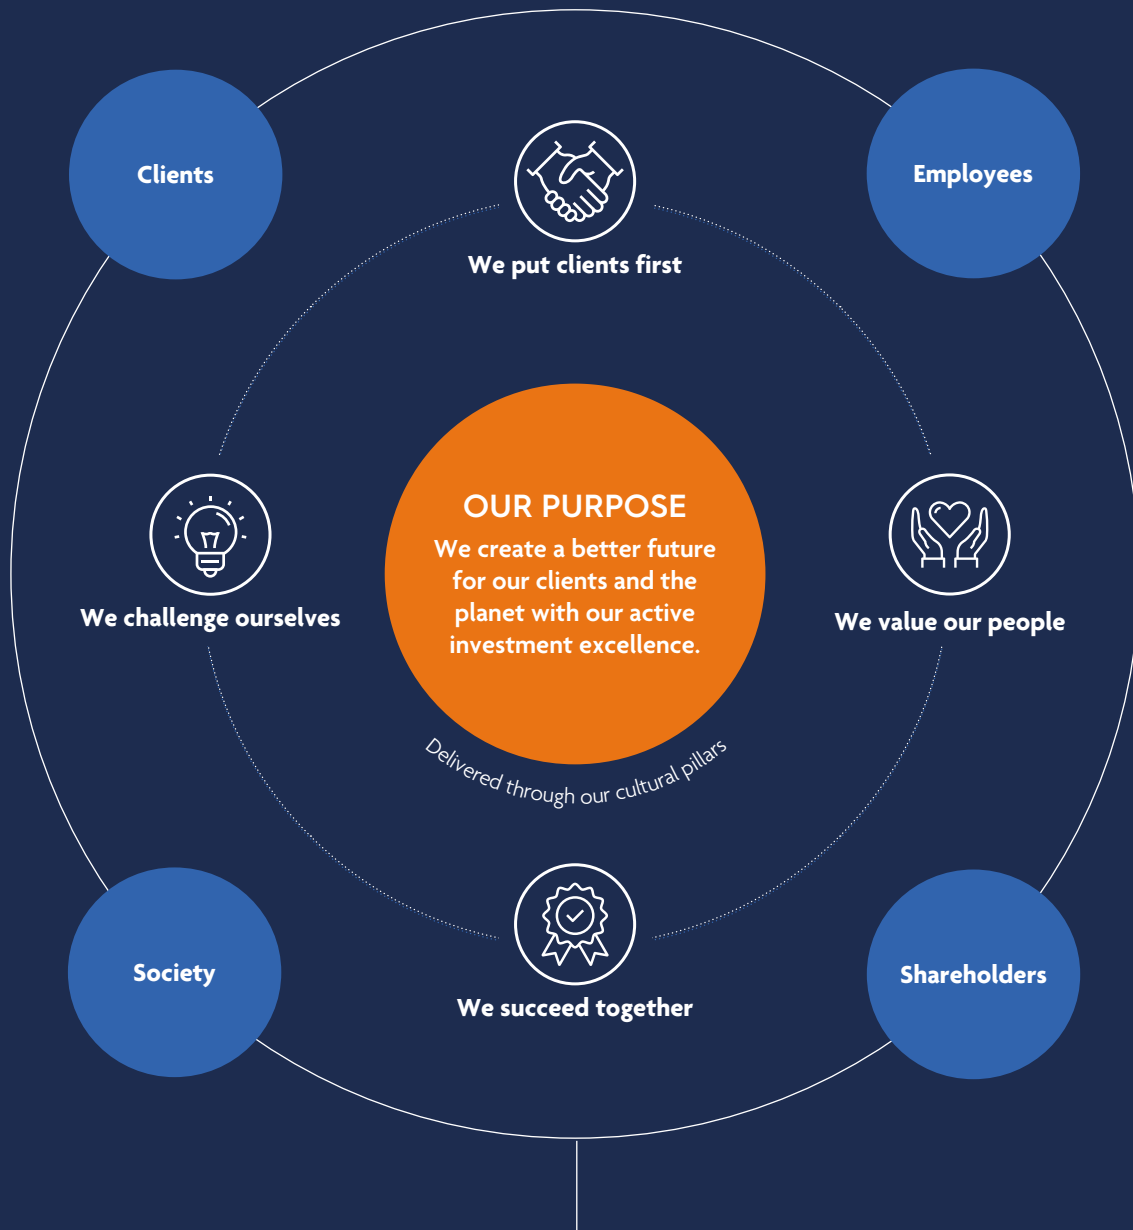 Clients
Employees
We put clients first
OUR PURPOSE
We create a better future
for our clients and the
planet with our active
investment excellence.
We challenge ourselves
We value our people
Delivered through our cultural pillars
Society
Shareholders
We succeed together